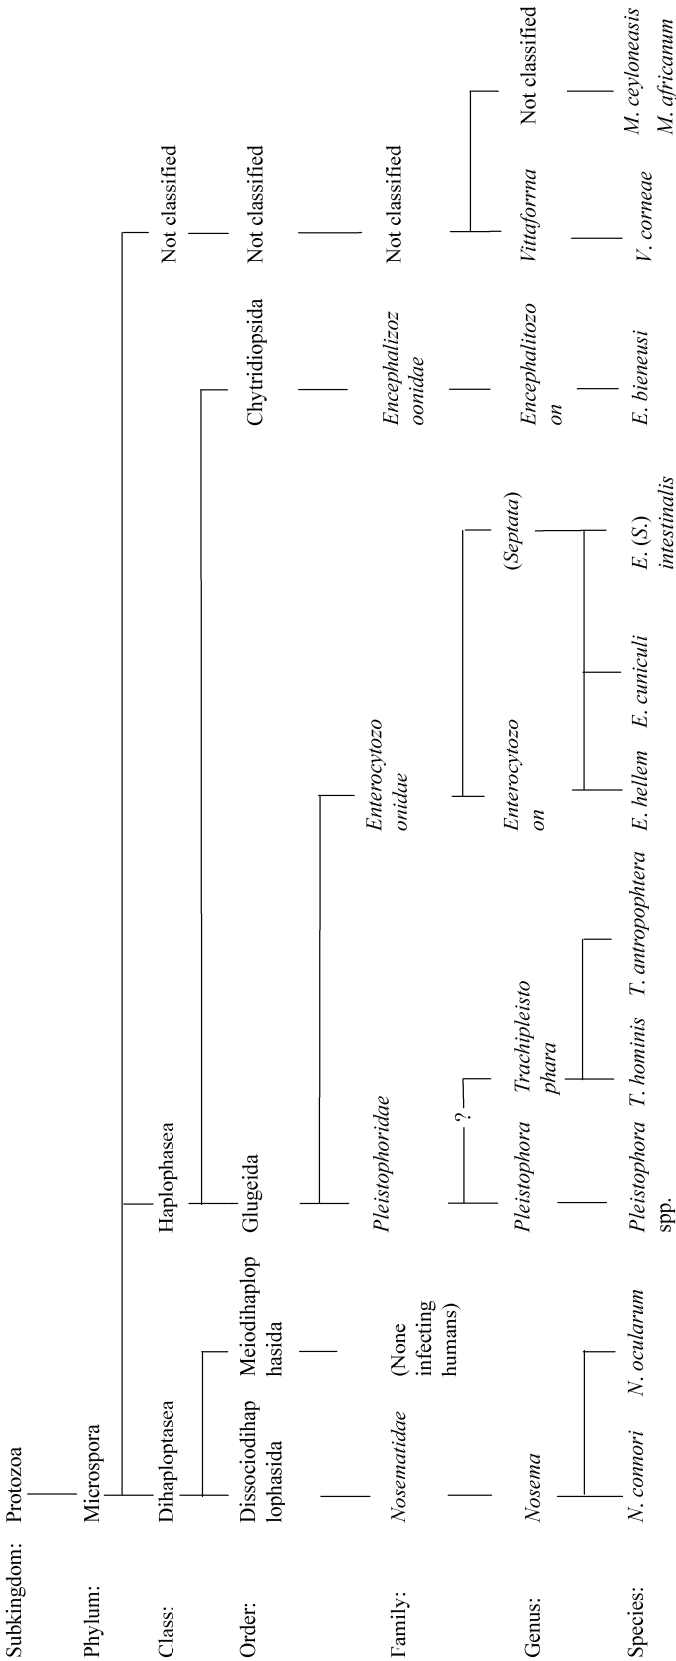 Subkingdom: Protozoa
Phylum: Microspora
Class: Dihaploptasea Haplophasea Not classified
Order: Dissociodihap Meiodihaplop Glugeida Chytridiopsida Not classified
lophasida hasida
Family: Nosematidae (None Pleistophoridae Enterocytozo Encephalizoz Not classified
infecting onidae oonidae
humans)
?
Genus: Nosema Pleistophora Trachipleisto Enterocytozo (Septata) Encephalitozo Vittaforrna Not classified
phara on on
Species: N. connori N. ocularum Pleistophora T. hominis T. antropophtera E. hellem E. cuniculi E. (S.) E. bieneusi V. corneae M. ceyloneasis
spp. intestinalis M. africanum